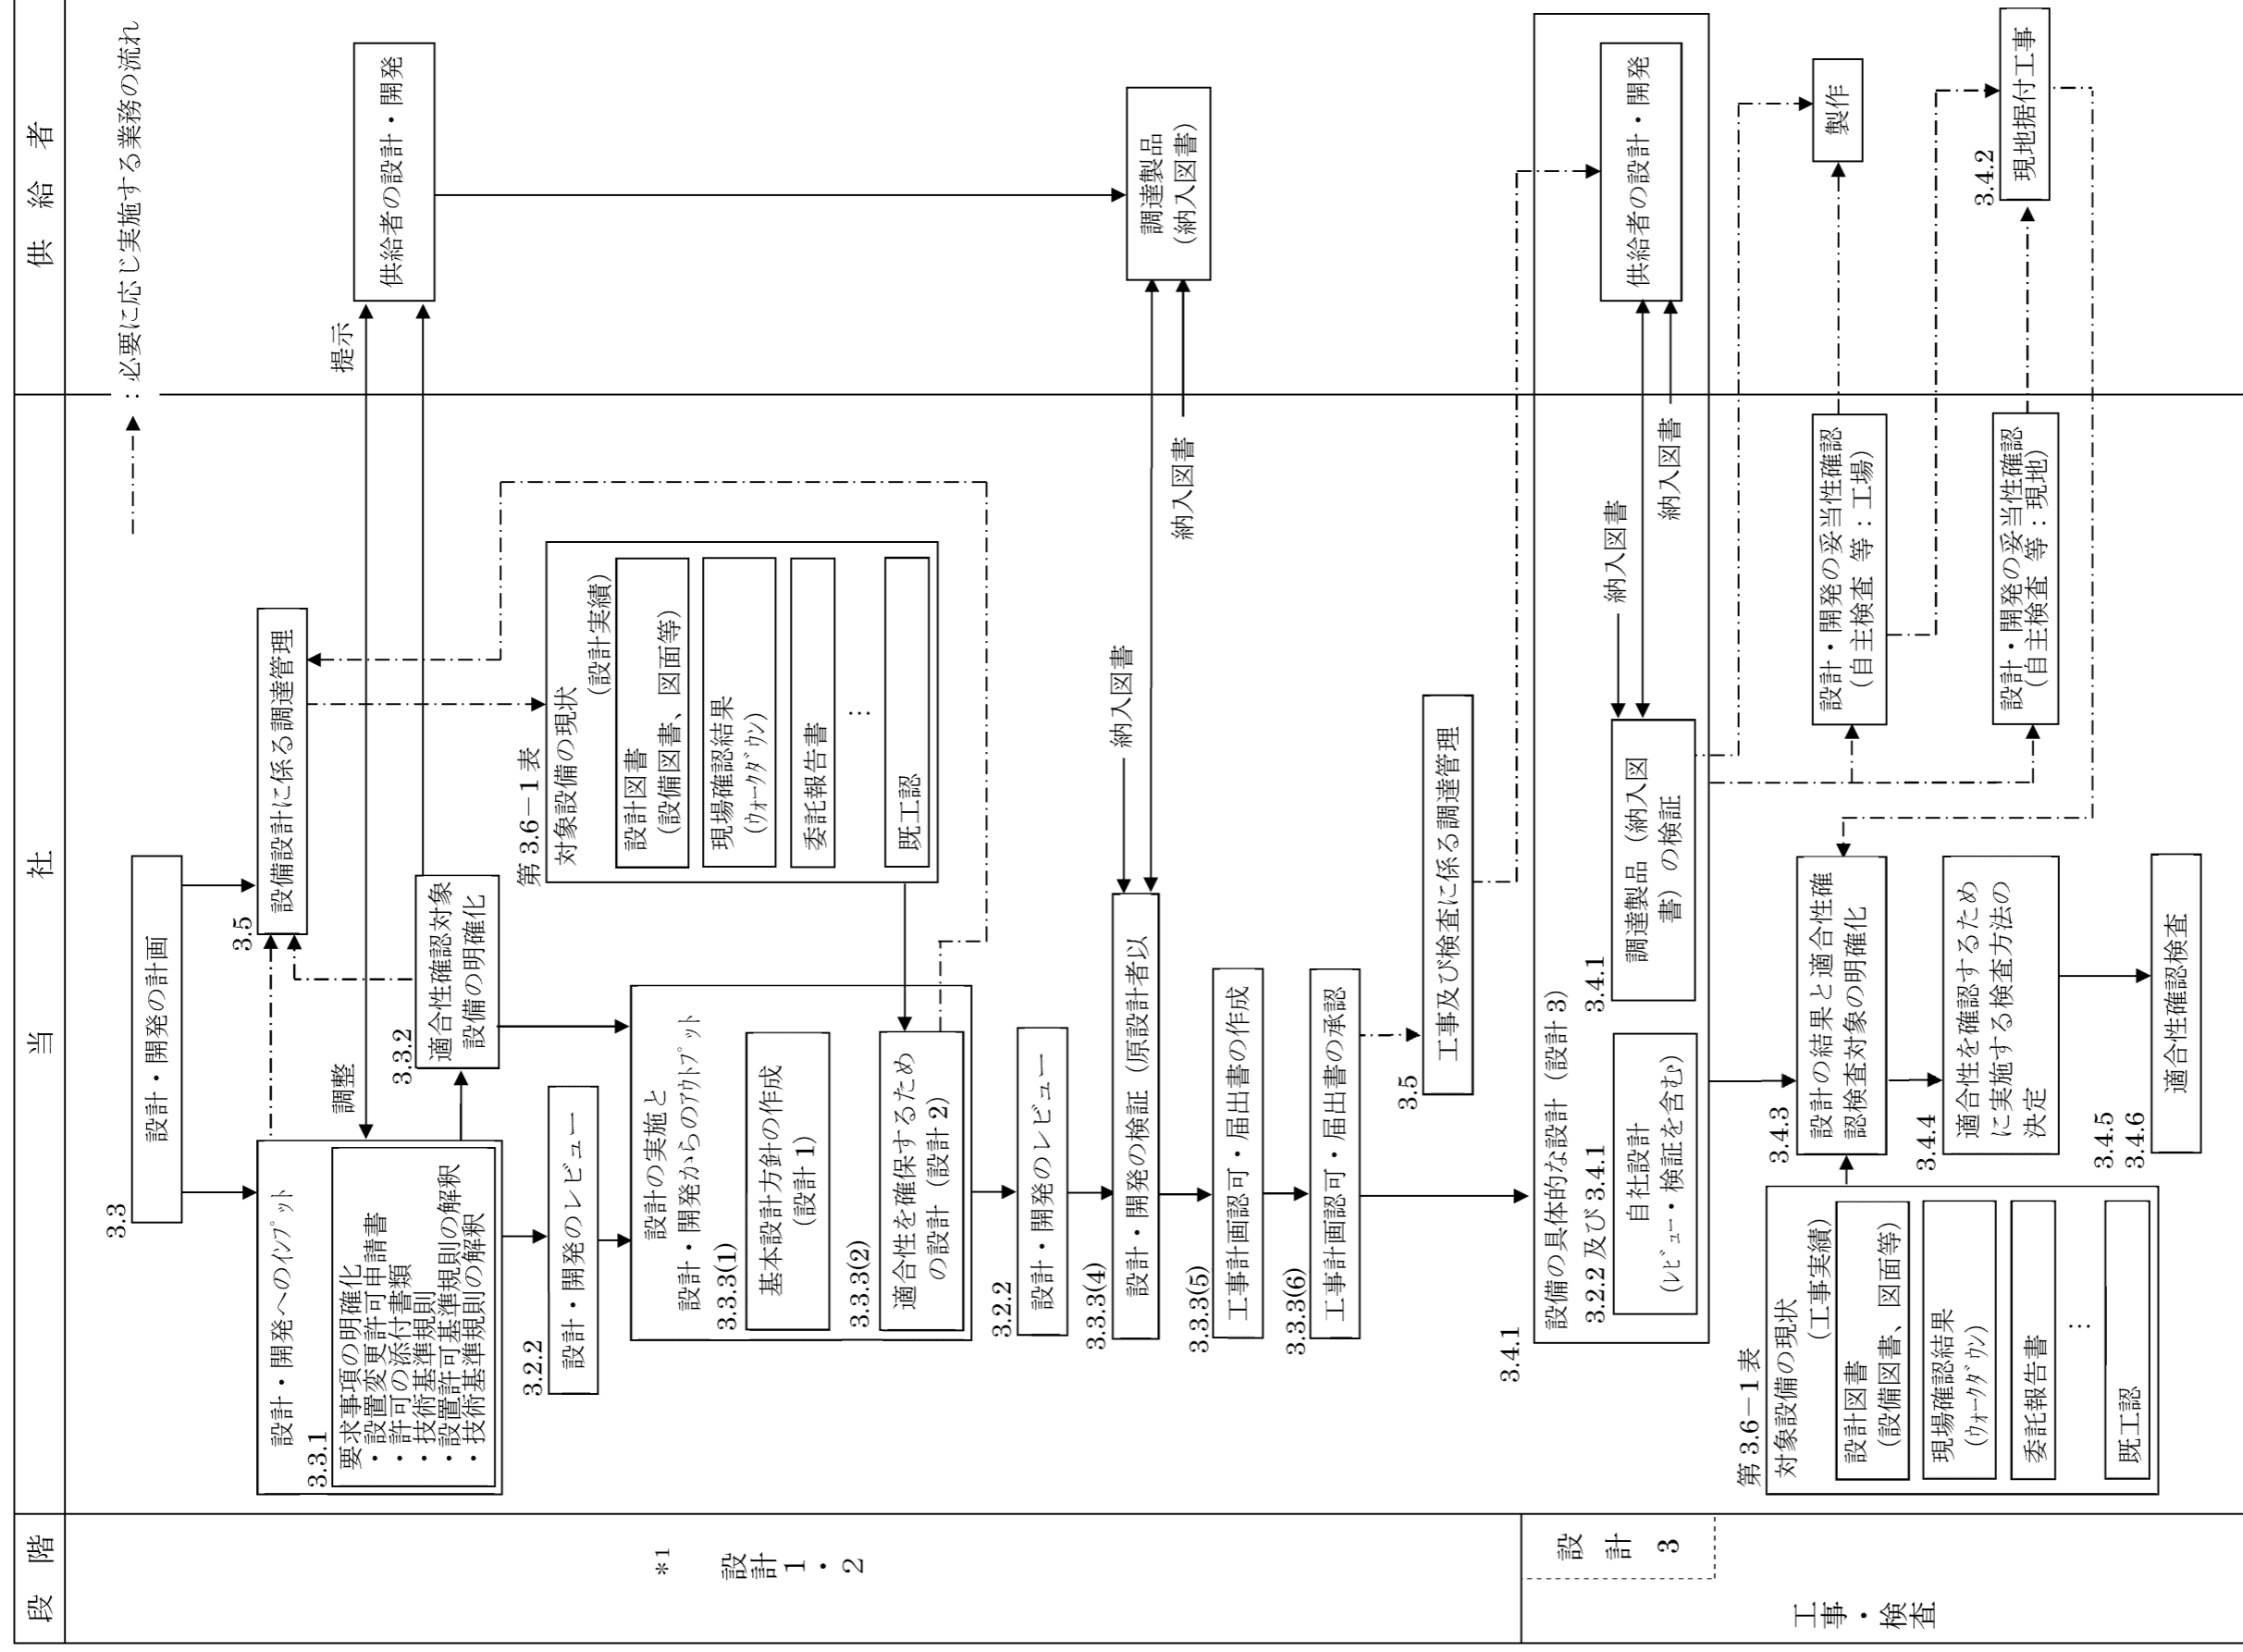 段　階
当　　社
供　給　者
：必要に応じ実施する業務の流れ
*1
設計1・2
3.3
設計・開発の計画
設計・開発へのｲﾝﾌﾟｯﾄ
3.3.1
要求事項の明確化
・設置変更許可申請書
・許可の添付書類
・技術基準規則
・設置許可基準規則の解釈
・技術基準規則の解釈
3.5
設備設計に係る調達管理
調整
提示
供給者の設計・開発
3.3.2
適合性確認対象
設備の明確化
3.2.2
設計・開発のレビュー
第 3.6－1 表
対象設備の現状
（設計実績）
設計図書
（設備図書、図面等）
現場確認結果
（ｳｫｰｸﾀﾞｳﾝ）
委託報告書
…
既工認
設計の実施と
設計・開発からのｱｳﾄﾌﾟｯﾄ
3.3.3(1)
基本設計方針の作成
（設計 1）
3.3.3(2)
適合性を確保するため
の設計（設計 2）
3.2.2
設計・開発のレビュー
3.3.3(4)
設計・開発の検証（原設計者以
納入図書
納入図書
調達製品
（納入図書）
3.3.3(5)
工事計画認可・届出書の作成
3.3.3(6)
工事計画認可・届出書の承認
3.5
工事及び検査に係る調達管理
設計3
3.4.1
設備の具体的な設計（設計 3）
3.2.2 及び 3.4.1
自社設計
（ﾚﾋﾞｭｰ・検証を含む）
3.4.1
調達製品（納入図
書）の検証
納入図書
納入図書
供給者の設計・開発
工事・検査
第 3.6－1 表
対象設備の現状
（工事実績）
設計図書
（設備図書、図面等）
現場確認結果
（ｳｫｰｸﾀﾞｳﾝ）
委託報告書
…
既工認
3.4.3
設計の結果と適合性確
認検査対象の明確化
設計・開発の妥当性確認
（自主検査 等：工場）
製作
3.4.4
適合性を確認するため
に実施する検査方法の
決定
設計・開発の妥当性確認
（自主検査 等：現地）
3.4.2
現地据付工事
3.4.5
3.4.6
適合性確認検査